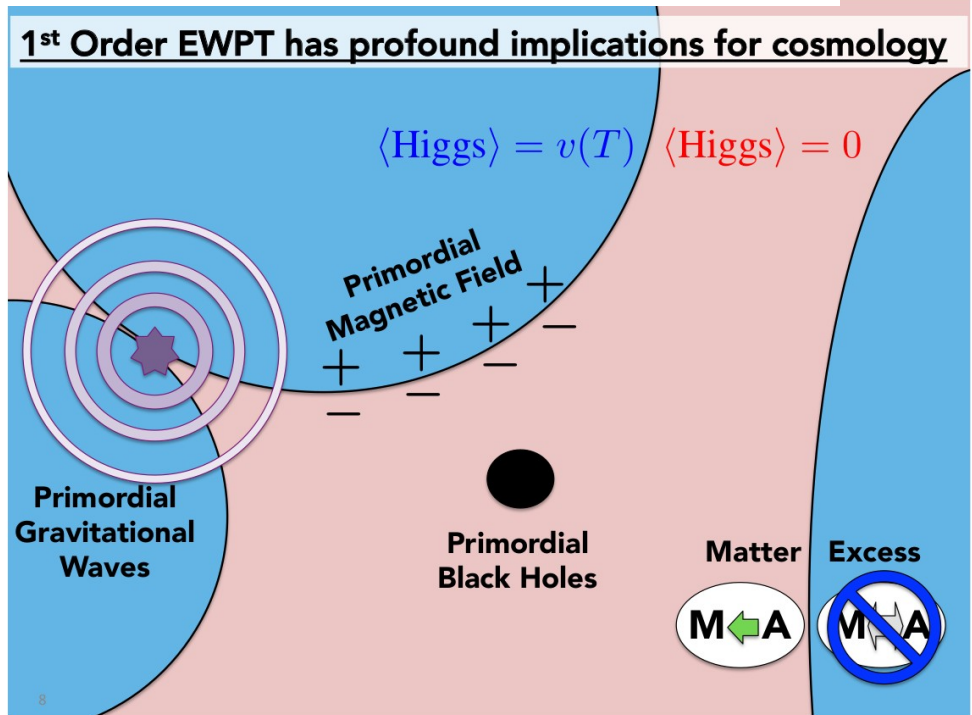 1st Order EWPT has profound implications for cosmology
⟨Higgs⟩ = v(T) ⟨Higgs⟩ = 0
Primordial
Magnetic Field
+ + + +
− − − −
Primordial
Gravitational
Waves
Primordial
Black Holes
Matter Excess
M A M A
8